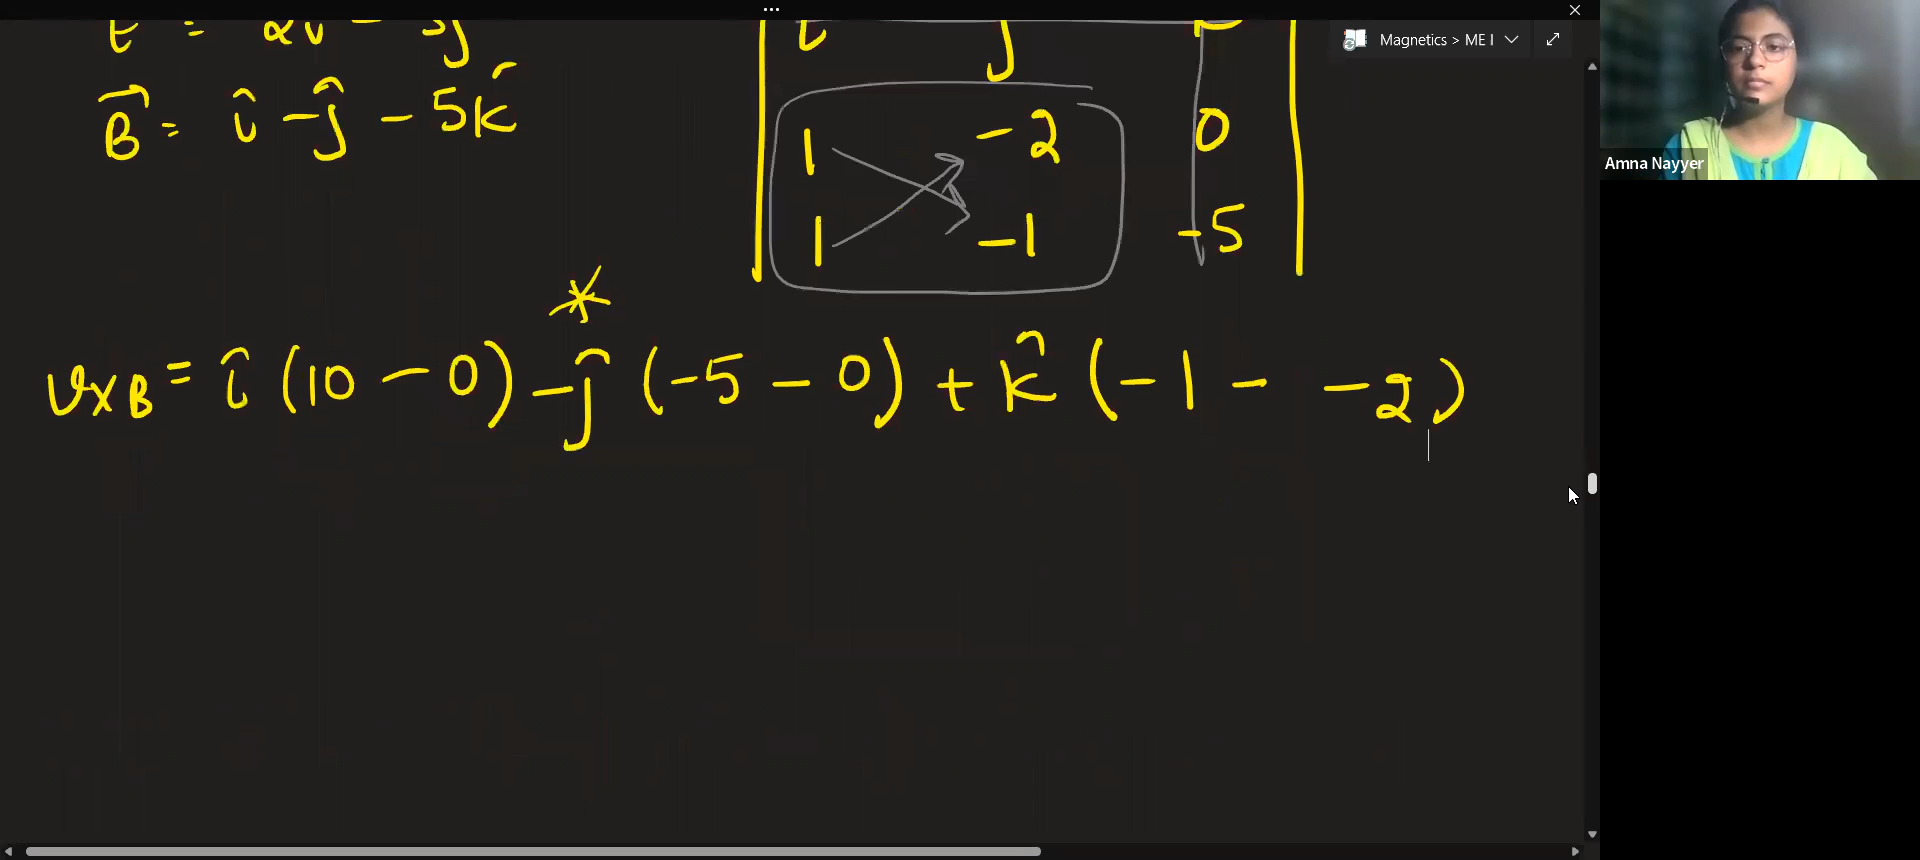 Magnetics > ME I
B = î - ĵ - 5k̂
1 -2 0
1 -1 -5
*
v×B = î (10 - 0) - ĵ (-5 - 0) + k̂ (-1 - -2)
Amna Nayyer